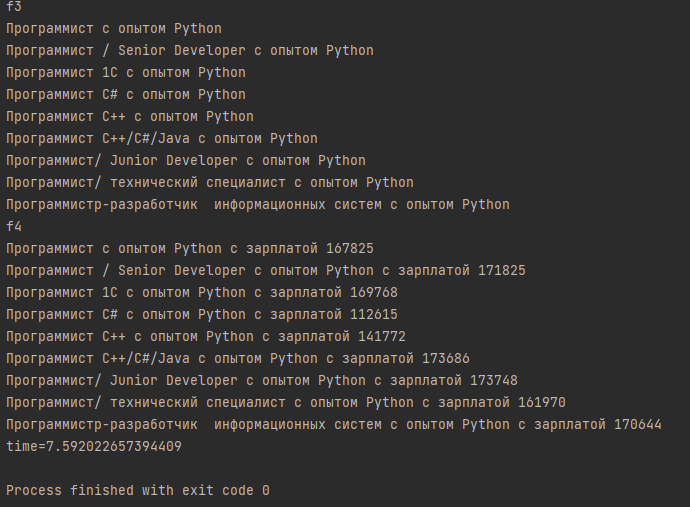 f3
Программист с опытом Python
Программист / Senior Developer с опытом Python
Программист 1С с опытом Python
Программист C# с опытом Python
Программист C++ с опытом Python
Программист C++/C#/Java с опытом Python
Программист/ Junior Developer с опытом Python
Программист/ технический специалист с опытом Python
Программистр-разработчик  информационных систем с опытом Python
f4
Программист с опытом Python с зарплатой 167825
Программист / Senior Developer с опытом Python с зарплатой 171825
Программист 1С с опытом Python с зарплатой 169768
Программист C# с опытом Python с зарплатой 112615
Программист C++ с опытом Python с зарплатой 141772
Программист C++/C#/Java с опытом Python с зарплатой 173686
Программист/ Junior Developer с опытом Python с зарплатой 173748
Программист/ технический специалист с опытом Python с зарплатой 161970
Программистр-разработчик  информационных систем с опытом Python с зарплатой 170644
time=7.592022657394409
Process finished with exit code 0